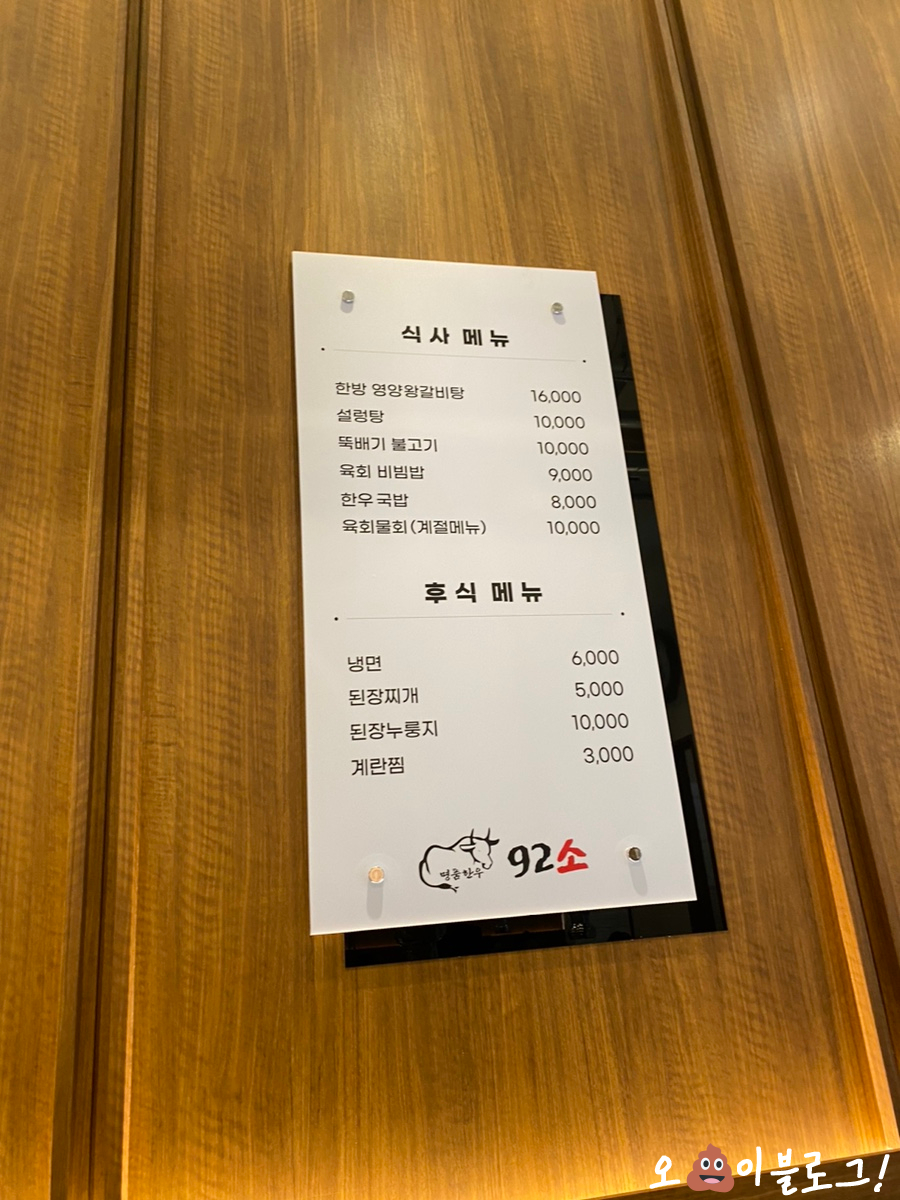 식사 메뉴
한방 영양왕갈비탕 16,000
설렁탕 10,000
뚝배기 불고기 10,000
육회 비빔밥 9,000
한우국밥 8,000
육회물회(계절메뉴) 10,000
후식 메뉴
냉면 6,000
된장찌개 5,000
된장누룽지 10,000
계란찜 3,000
명품한우 92소
오💩이블로그!